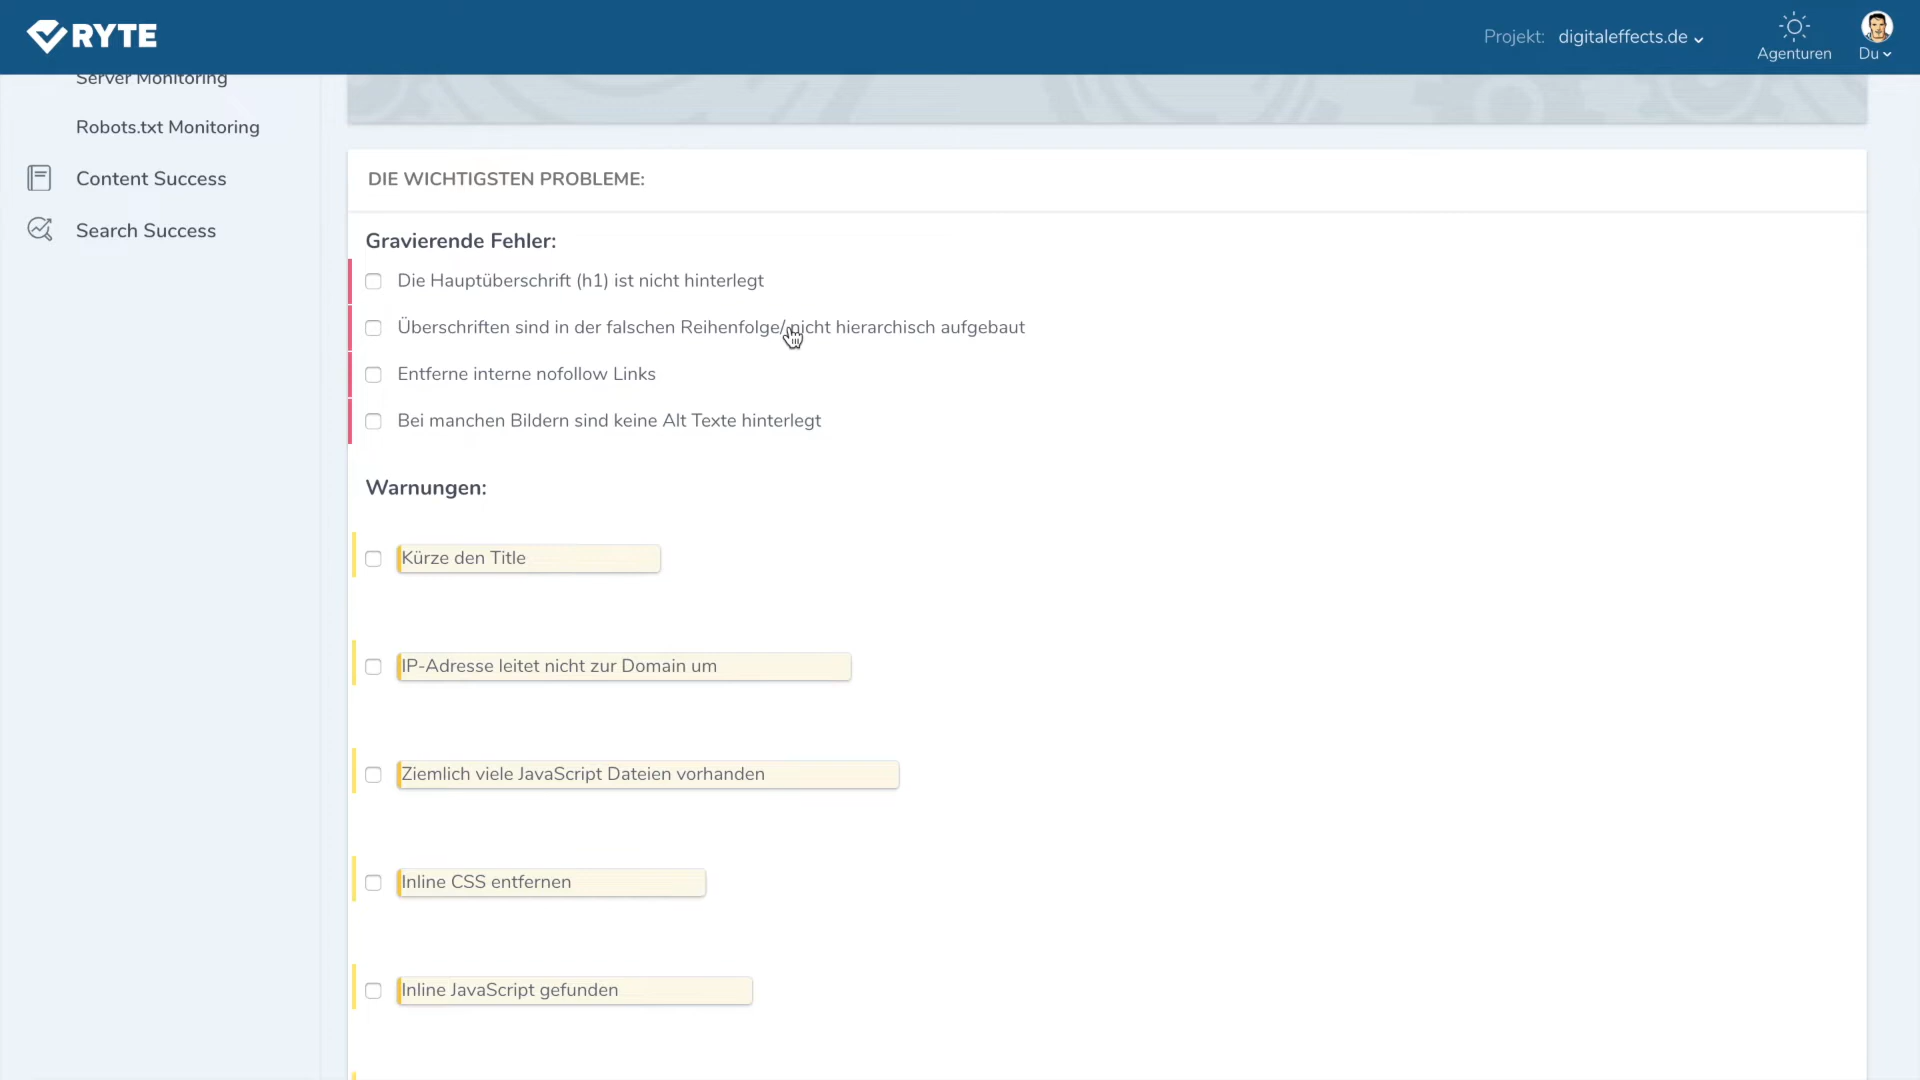 RYTE
Projekt: digitaleffects.de
Agenturen
Du
Server Monitoring
Robots.txt Monitoring
Content Success
Search Success
DIE WICHTIGSTEN PROBLEME:
Gravierende Fehler:
Die Hauptüberschrift (h1) ist nicht hinterlegt
Überschriften sind in der falschen Reihenfolge/ nicht hierarchisch aufgebaut
Entferne interne nofollow Links
Bei manchen Bildern sind keine Alt Texte hinterlegt
Warnungen:
Kürze den Title
IP-Adresse leitet nicht zur Domain um
Ziemlich viele JavaScript Dateien vorhanden
Inline CSS entfernen
Inline JavaScript gefunden